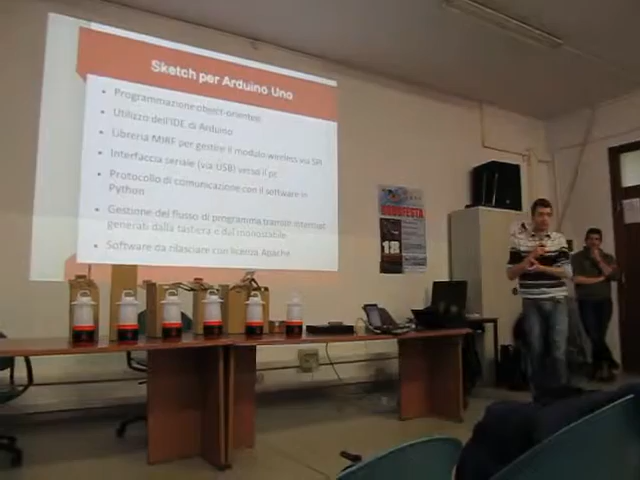 Sketch per Arduino Uno
• Programmazione object-oriented
• Utilizzo dell'IDE di Arduino
• Libreria MIRF per gestire il modulo wireless via SPI
• Interfaccia seriale (via USB) verso il pc
• Protocollo di comunicazione con il software in
Python
• Gestione del flusso di programma tramite interrupt
generati dalla tastiera e dal monostabile
• Software da rilasciare con licenza Apache
18